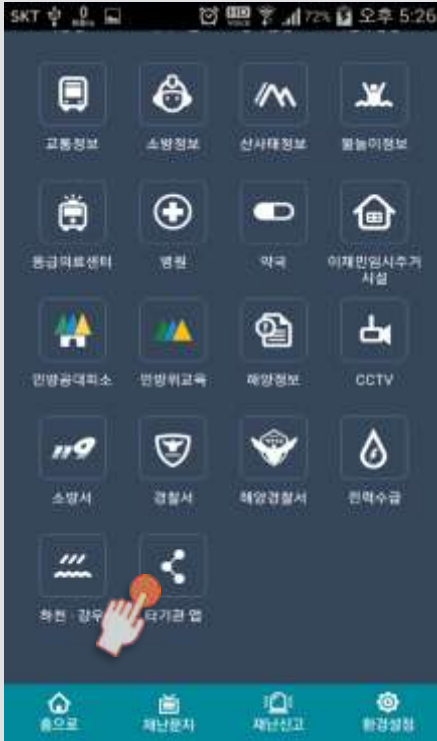 SKT 0 72% 오후 5:26
교통정보 소방정보 산사태정보 물놀이정보
응급의료센터 병원 약국 이재민임시주거
시설
민방공대피소 민방위교육 해양정보 CCTV
119
소방서 경찰서 해양경찰서 전력수급
하천·강우 타기관 앱
홈으로 재난문자 재난신고 환경설정